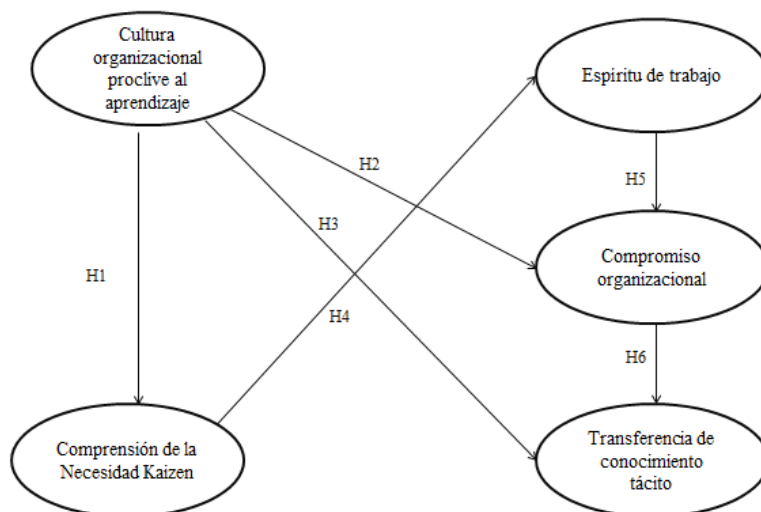 Cultura
organizacional
proclive al
aprendizaje
Espíritu de trabajo
H2
H5
H3
Compromiso
organizacional
H1
H4
H6
Comprensión de la
Necesidad Kaizen
Transferencia de
conocimiento
tácito